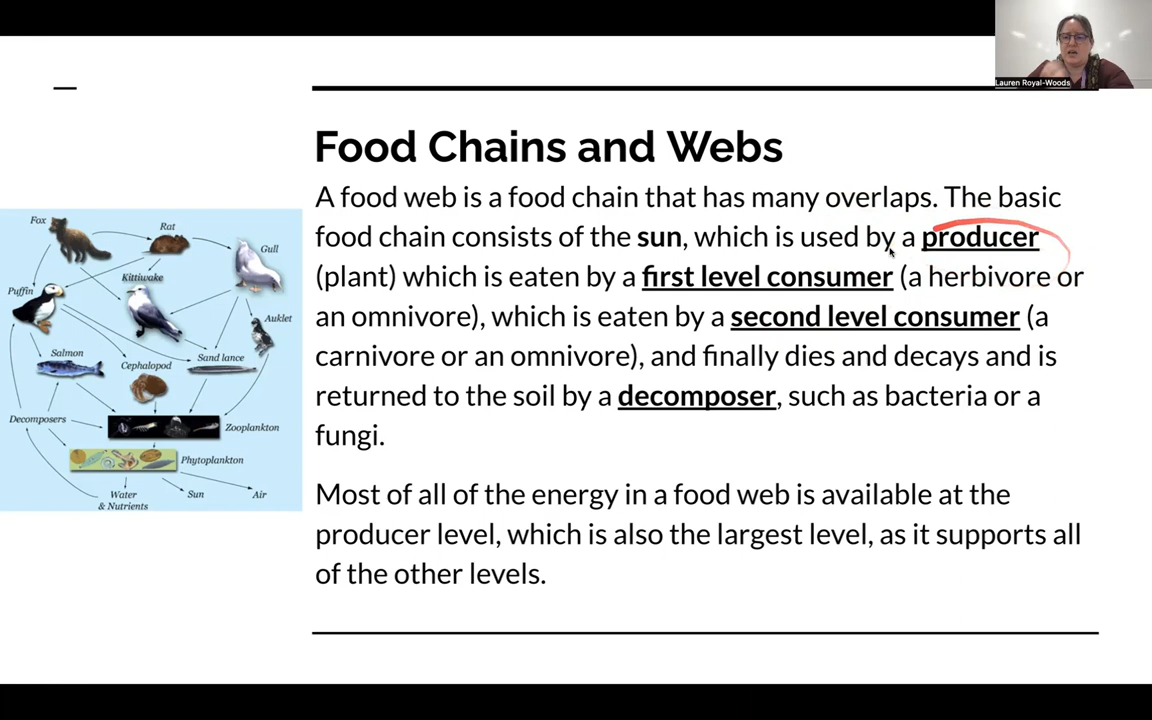 Lauren Royal-Woods
Food Chains and Webs
A food web is a food chain that has many overlaps. The basic
food chain consists of the sun, which is used by a producer
(plant) which is eaten by a first level consumer (a herbivore or
an omnivore), which is eaten by a second level consumer (a
carnivore or an omnivore), and finally dies and decays and is
returned to the soil by a decomposer, such as bacteria or a
fungi.
Most of all of the energy in a food web is available at the
producer level, which is also the largest level, as it supports all
of the other levels.
Fox
Rat
Gull
Kittiwake
Puffin
Auklet
Salmon
Cephalopod
Sand lance
Decomposers
Zooplankton
Phytoplankton
Water
& Nutrients
Sun
Air